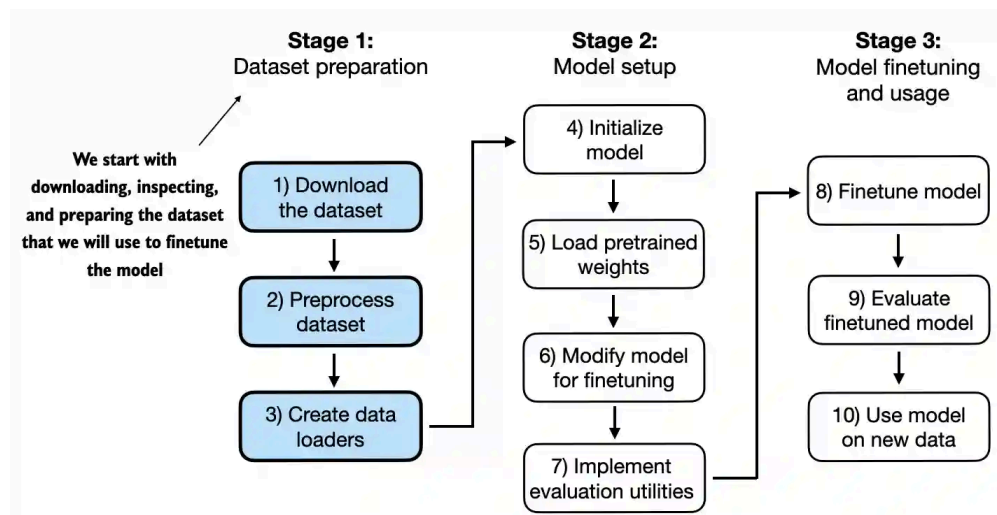 Stage 1:
Dataset preparation
We start with
downloading, inspecting,
and preparing the dataset
that we will use to finetune
the model
1) Download
the dataset
2) Preprocess
dataset
3) Create data
loaders
Stage 2:
Model setup
4) Initialize
model
5) Load pretrained
weights
6) Modify model
for finetuning
7) Implement
evaluation utilities
Stage 3:
Model finetuning
and usage
8) Finetune model
9) Evaluate
finetuned model
10) Use model
on new data